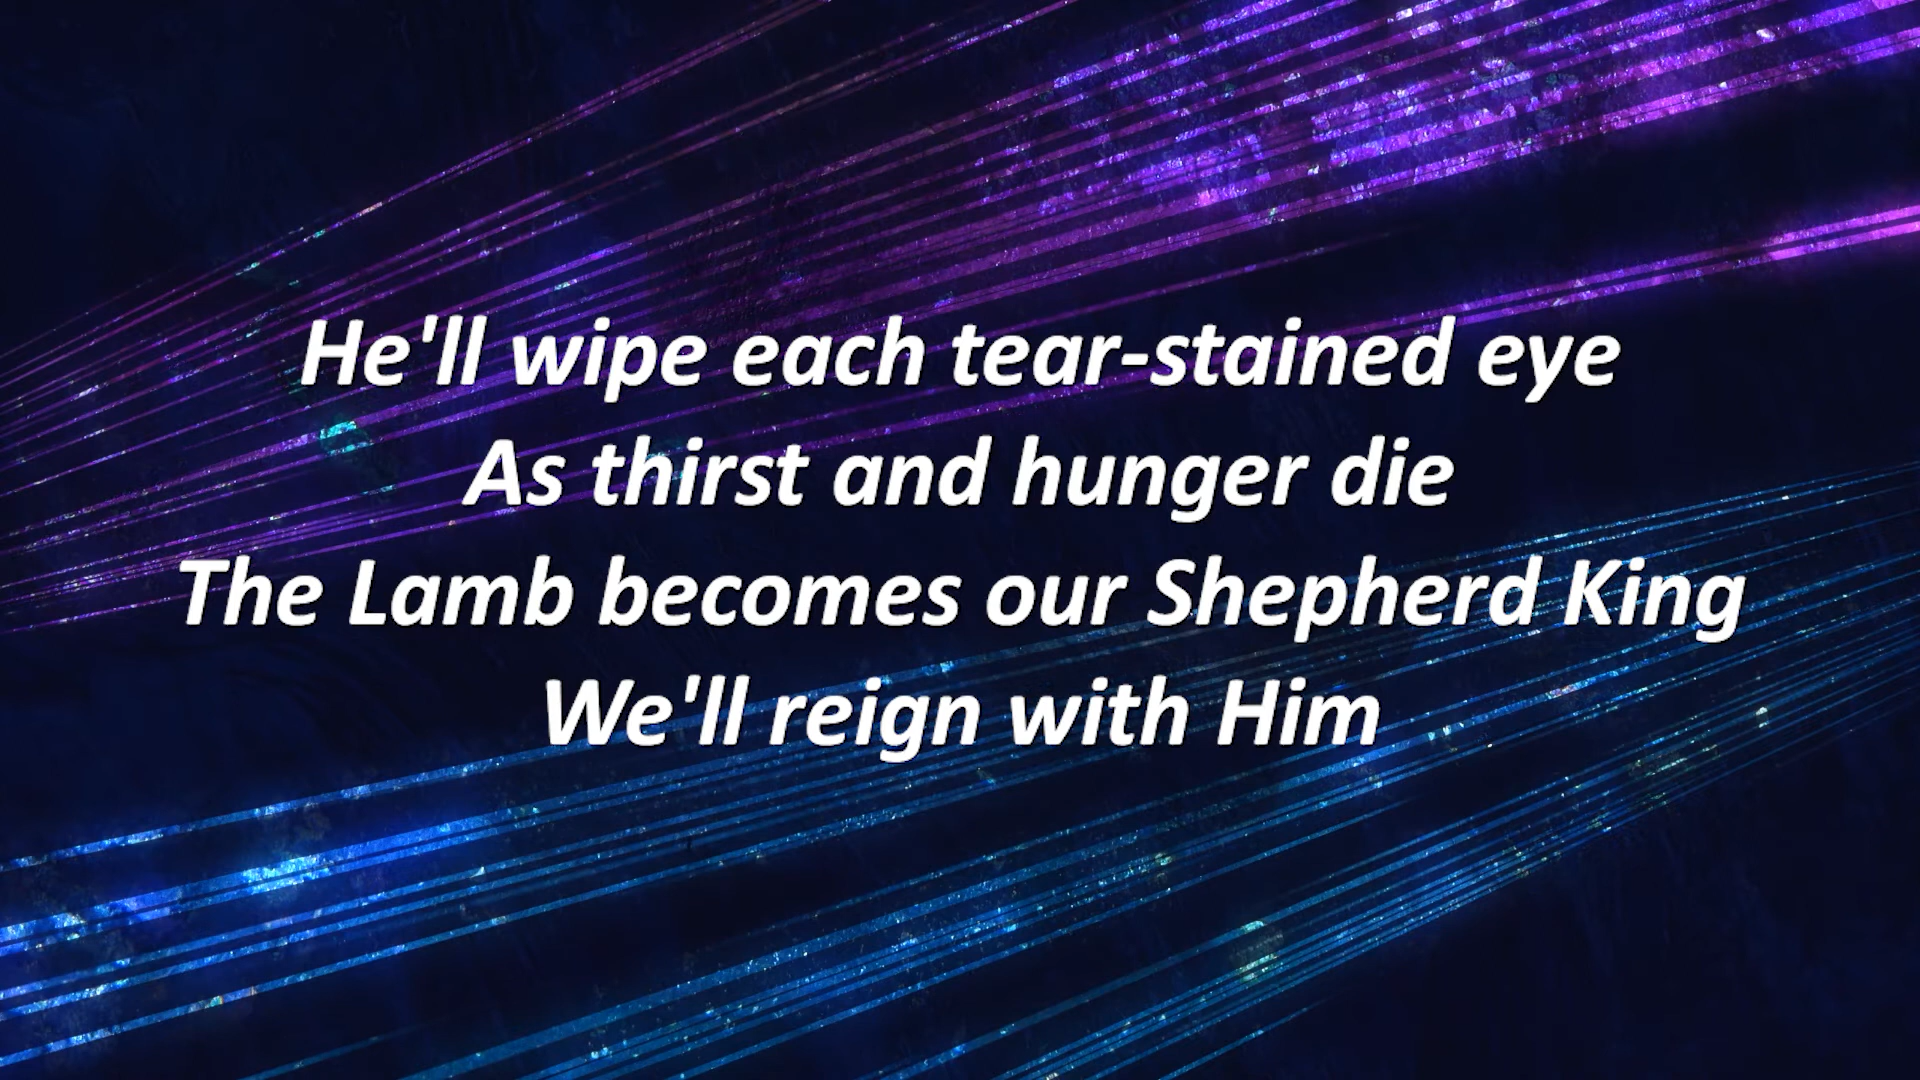 He'll wipe each tear-stained eye
As thirst and hunger die
The Lamb becomes our Shepherd King
We'll reign with Him